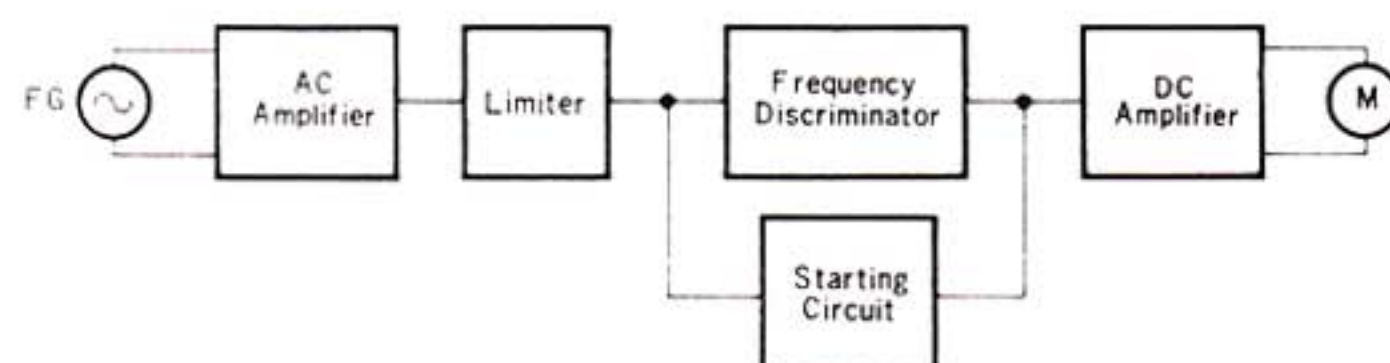 FG
AC
Amplifier
Limiter
Frequency
Discriminator
DC
Amplifier
M
Starting
Circuit